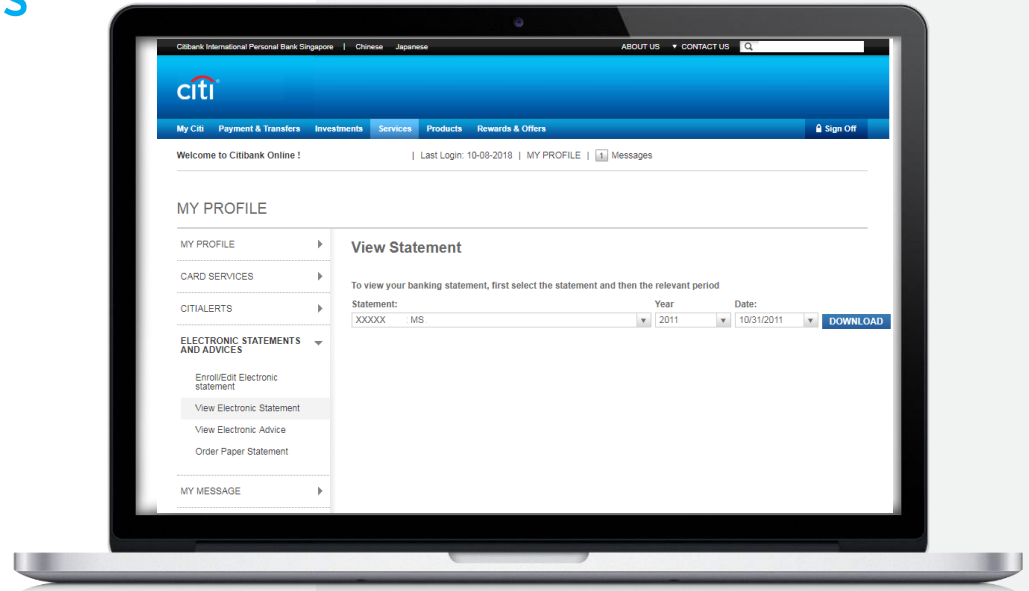 s
Citibank International Personal Bank Singapore | Chinese Japanese ABOUT US ▼ CONTACT US
citi
My Citi Payment & Transfers Investments Services Products Rewards & Offers Sign Off
Welcome to Citibank Online ! | Last Login: 10-08-2018 | MY PROFILE | 1 Messages
MY PROFILE
MY PROFILE
CARD SERVICES
CITIALERTS
ELECTRONIC STATEMENTS
AND ADVICES
Enroll/Edit Electronic
statement
View Electronic Statement
View Electronic Advice
Order Paper Statement
MY MESSAGE
View Statement
To view your banking statement, first select the statement and then the relevant period
Statement: Year Date:
XXXXX MS 2011 10/31/2011 DOWNLOAD